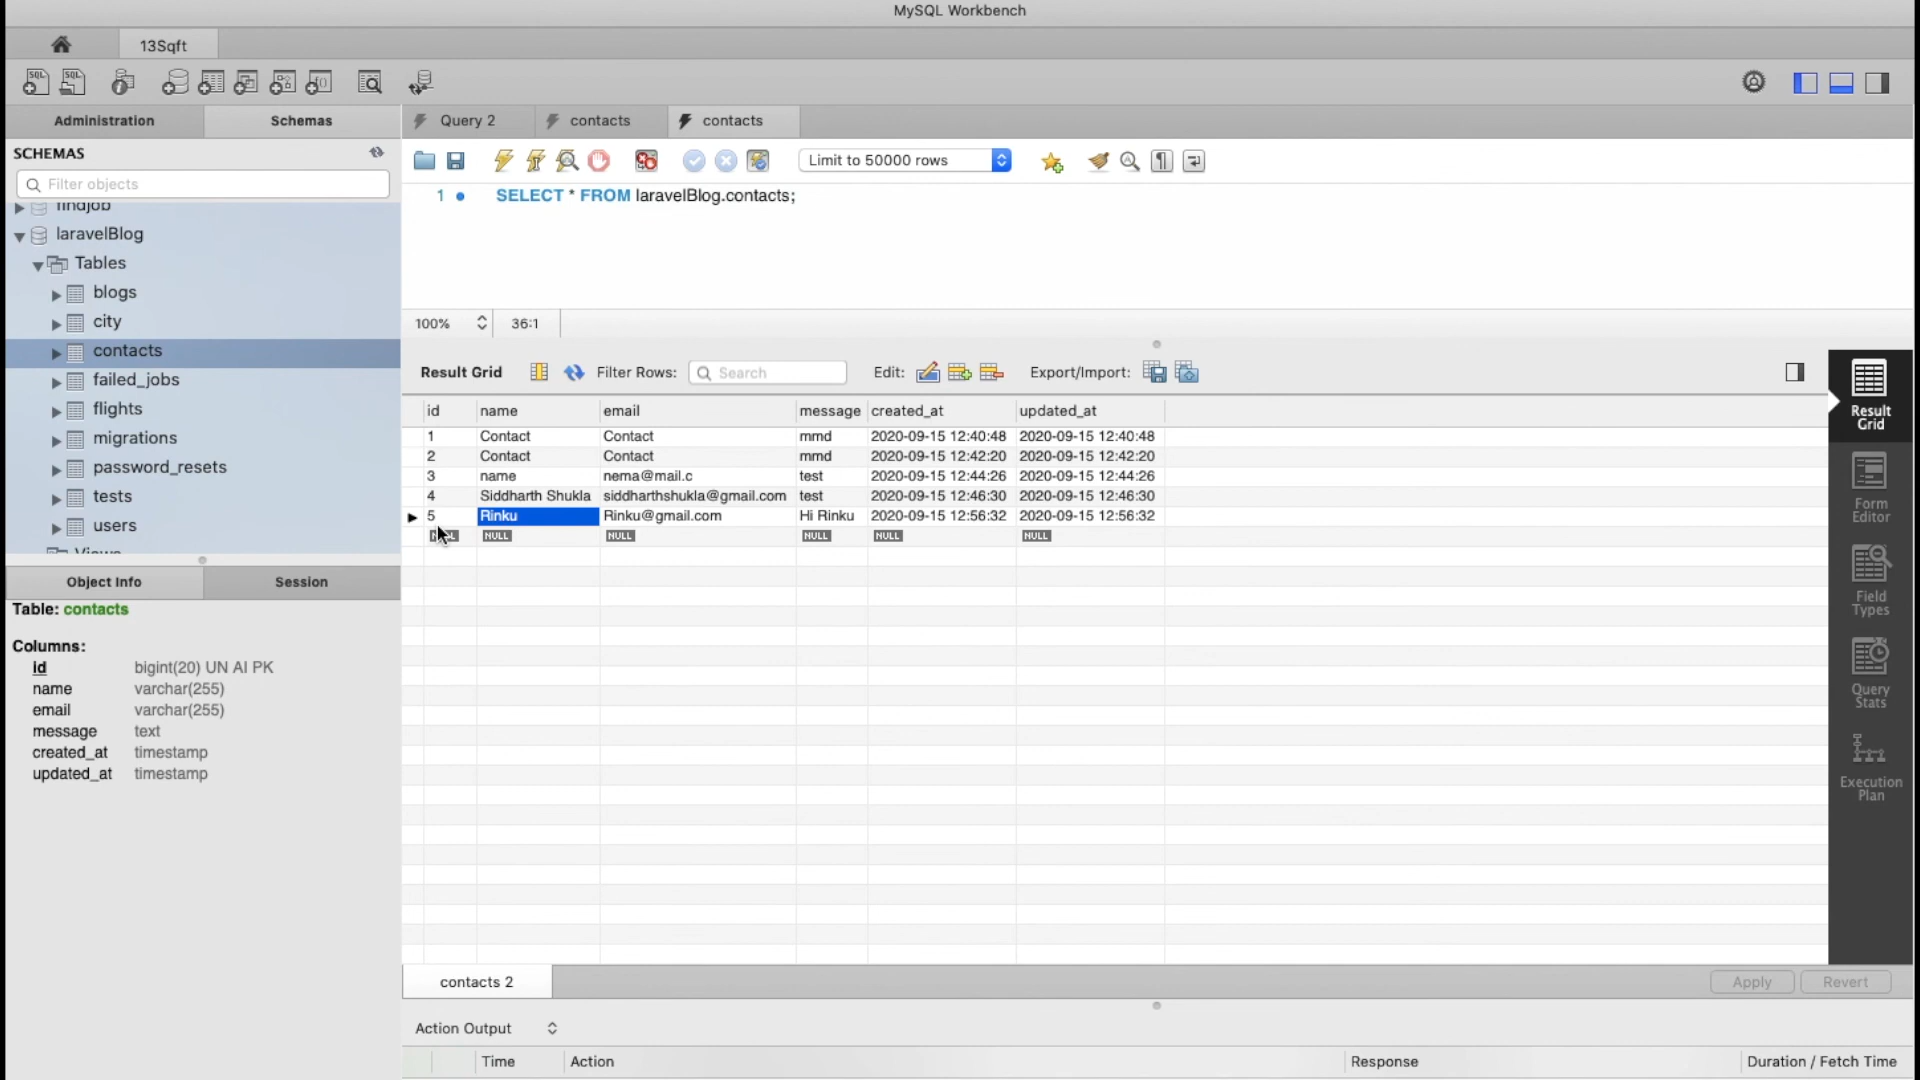 MySQL Workbench
13Sqft
Administration
Schemas
Query 2
contacts
contacts
SCHEMAS
Filter objects
Limit to 50000 rows
1
SELECT * FROM laravelBlog.contacts;
findjob
laravelBlog
Tables
blogs
city
contacts
failed_jobs
flights
migrations
password_resets
tests
users
Views
100%
36:1
Result Grid
Filter Rows:
Search
Edit:
Export/Import:
id name email message created_at updated_at
1 Contact Contact mmd 2020-09-15 12:40:48 2020-09-15 12:40:48
2 Contact Contact mmd 2020-09-15 12:42:20 2020-09-15 12:42:20
3 name nema@mail.c test 2020-09-15 12:44:26 2020-09-15 12:44:26
4 Siddharth Shukla siddharthshukla@gmail.com test 2020-09-15 12:46:30 2020-09-15 12:46:30
5 Rinku Rinku@gmail.com Hi Rinku 2020-09-15 12:56:32 2020-09-15 12:56:32
NULL NULL NULL NULL NULL
Result
Grid
Form
Editor
Field
Types
Query
Stats
Execution
Plan
Object Info
Session
Table: contacts
Columns:
id bigint(20) UN AI PK
name varchar(255)
email varchar(255)
message text
created_at timestamp
updated_at timestamp
contacts 2
Apply
Revert
Action Output
Time Action Response Duration / Fetch Time